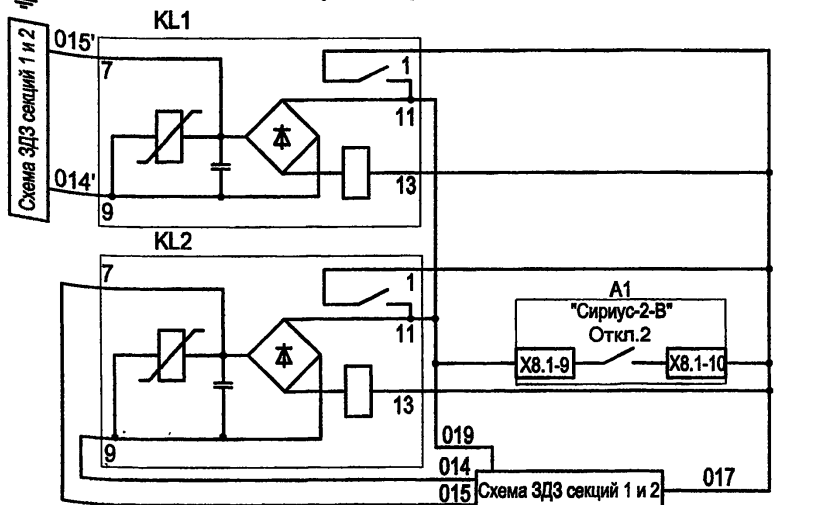 KL1
Схема ЗДЗ секций 1 и 2
015'
7
1
11
13
014'
9
KL2
7
1
11
13
9
A1
"Сириус-2-В"
Откл.2
X8.1-9
X8.1-10
019
014
015
Схема ЗДЗ секций 1 и 2
017